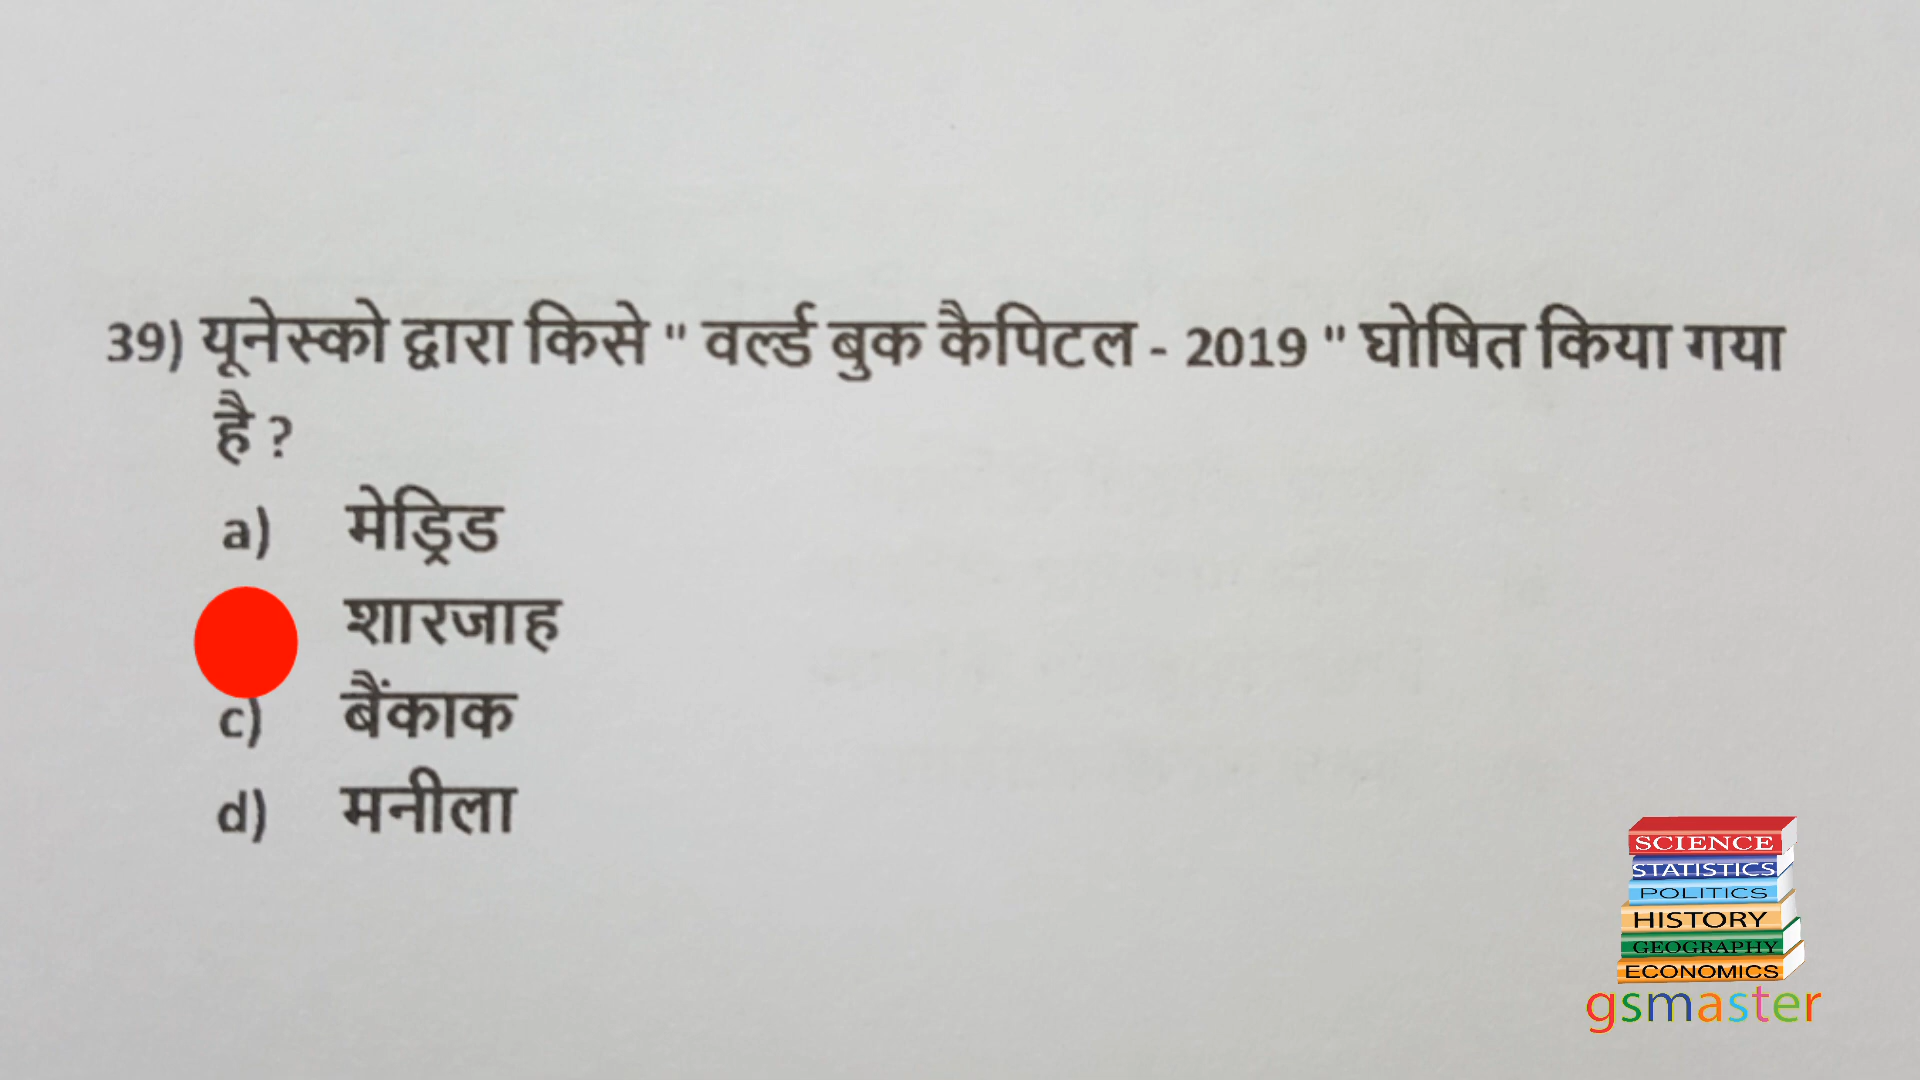 39) यूनेस्को द्वारा किसे " वर्ल्ड बुक कैपिटल - 2019 " घोषित किया गया
है ?
a) मेड्रिड
शारजाह
c) बैंकाक
d) मनीला
SCIENCE
STATISTICS
POLITICS
HISTORY
GEOGRAPHY
ECONOMICS
gsmaster